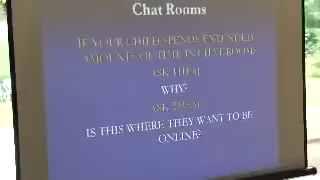 Chat Rooms
IF YOUR CHILD SPENDS EXTENDED
AMOUNTS OF TIME IN CHAT ROOMS
ASK THEM
WHY?
ASK THEM
IS THIS WHERE THEY WANT TO BE
ONLINE?